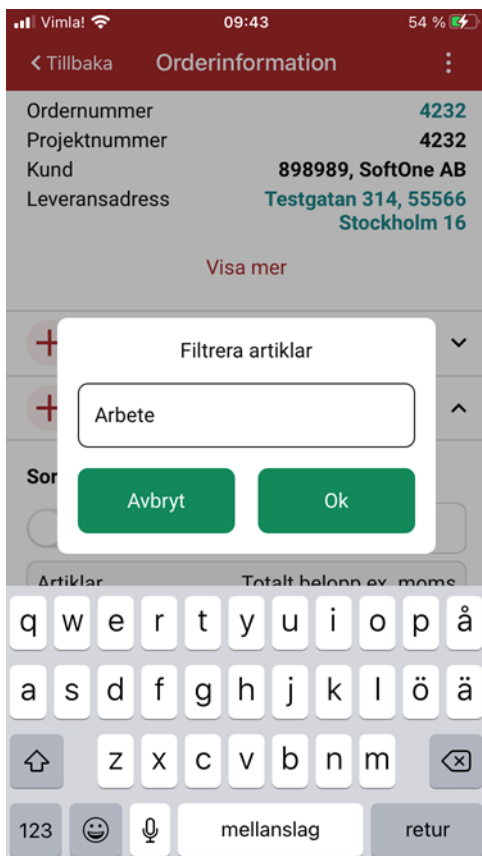 Vimla! 09:43 54 %
Tillbaka Orderinformation
Ordernummer 4232
Projektnummer 4232
Kund 898989, SoftOne AB
Leveransadress Testgatan 314, 55566
Stockholm 16
Visa mer
Filtrera artiklar
Arbete
Sor
Avbryt Ok
Artiklar Totalt belopp ex. moms
q w e r t y u i o p å
a s d f g h j k l ö ä
z x c v b n m
123 mellanslag retur